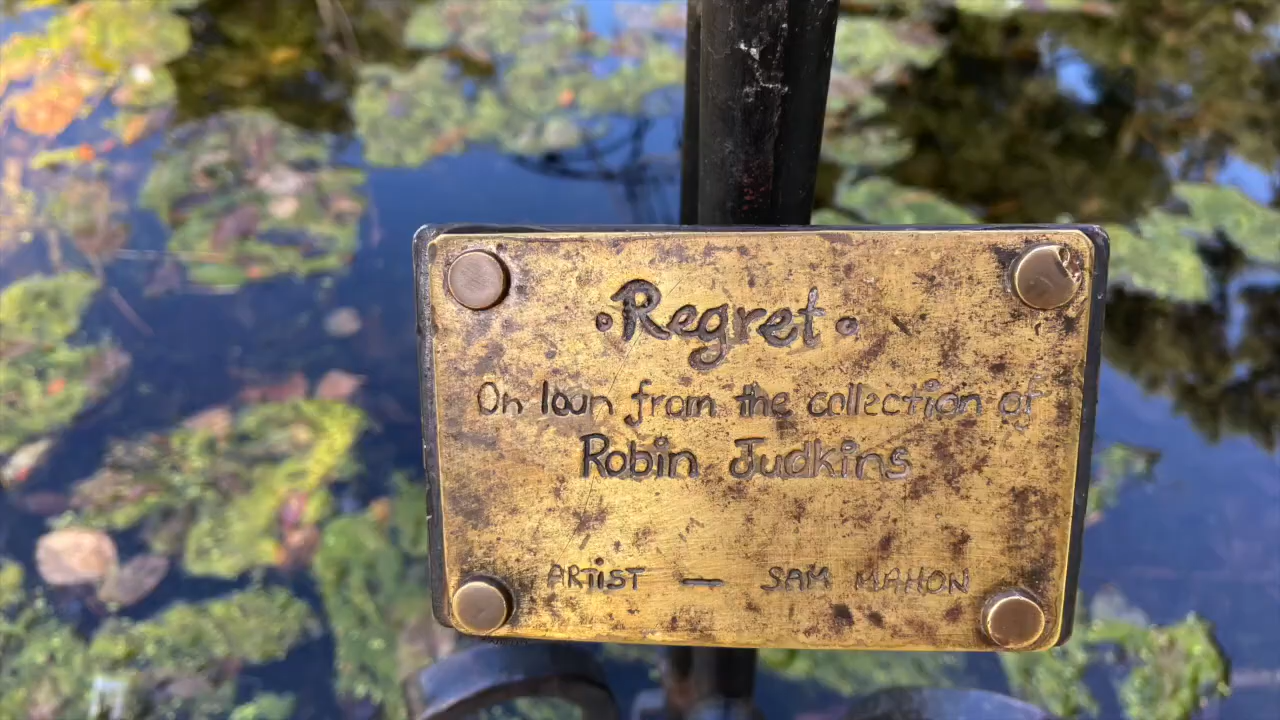 Regret
On loan from the collection of
Robin Judkins
ARTiST — SAM MAHON